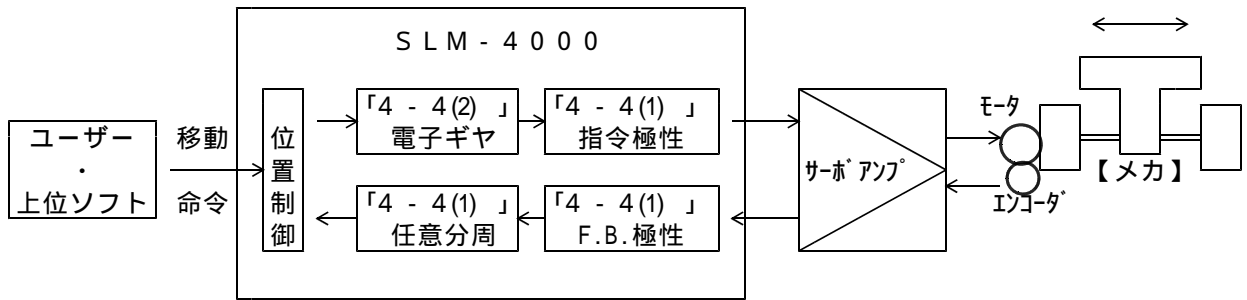 SLM-4000
「4-4(2)」
電子ギヤ
「4-4(1)」
指令極性
ユーザー
・
上位ソフト
移動
命令
位
置
制
御
「4-4(1)」
任意分周
「4-4(1)」
F.B.極性
ｻｰﾎﾞｱﾝﾌﾟ
ﾓｰﾀ
ｴﾝｺｰﾀﾞ
【メカ】